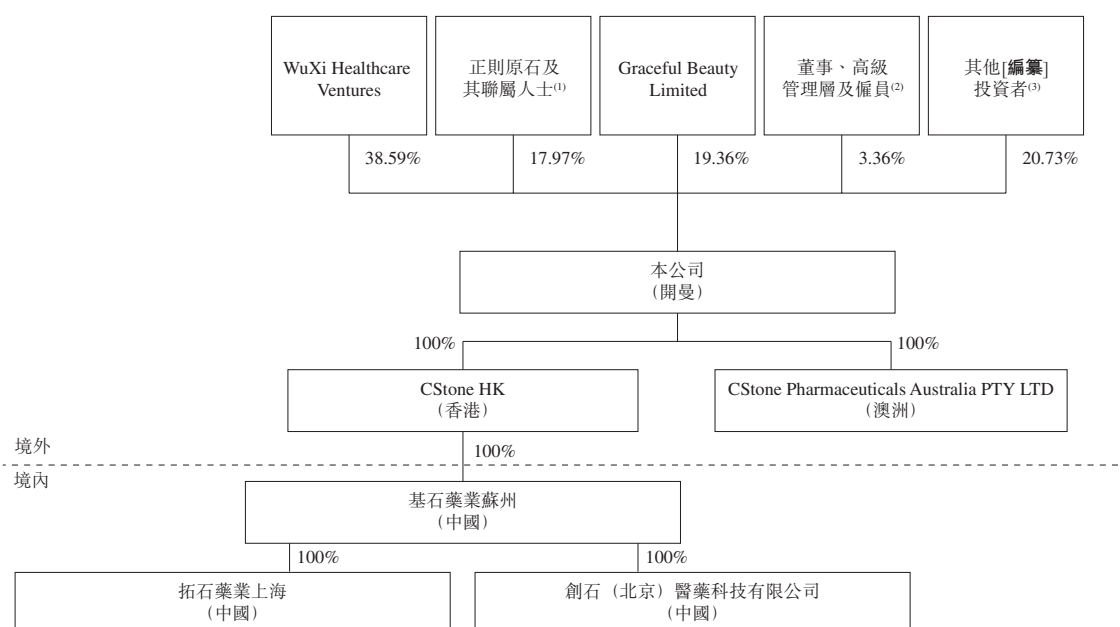 WuXi Healthcare
Ventures
正則原石及
其聯屬人士(1)
Graceful Beauty
Limited
董事、高級
管理層及僱員(2)
其他[編纂]
投資者(3)
38.59%
17.97%
19.36%
3.36%
20.73%
本公司
（開曼）
100%
100%
CStone HK
（香港）
CStone Pharmaceuticals Australia PTY LTD
（澳洲）
境外
100%
境內
基石藥業蘇州
（中國）
100%
100%
拓石藥業上海
（中國）
創石（北京）醫藥科技有限公司
（中國）